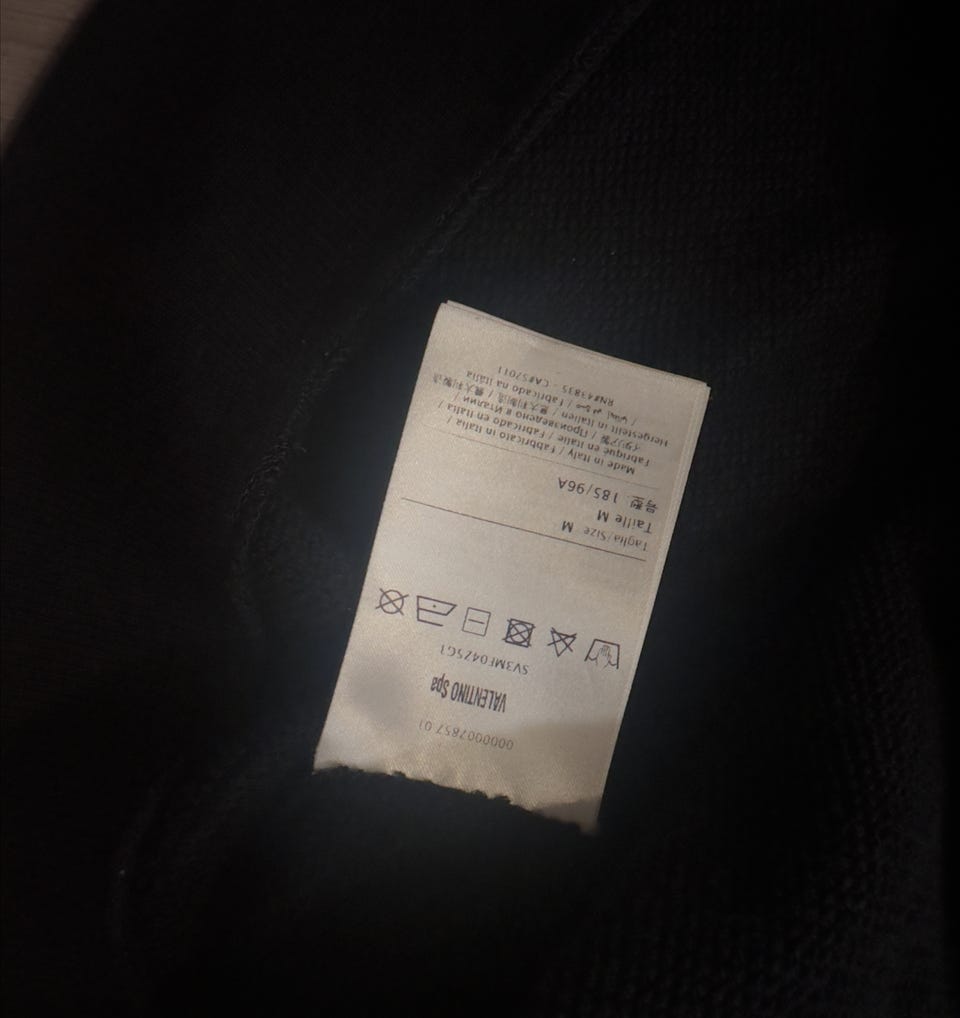 0000007857 01
VALENTINO Spa
SV3MF04Z5G1
Taglia/Size M
Taille M
号型 185/96A
Made in Italy / Fabbricato in Italia /
Fabriqué en Italie / Fabricado en Italia /
イタリア製 / Произведено в Италии /
Hergestellt in Italien / 意大利制造 / 義大利製造
/ Fabricado na Itália
RN#43835 - CA#57011